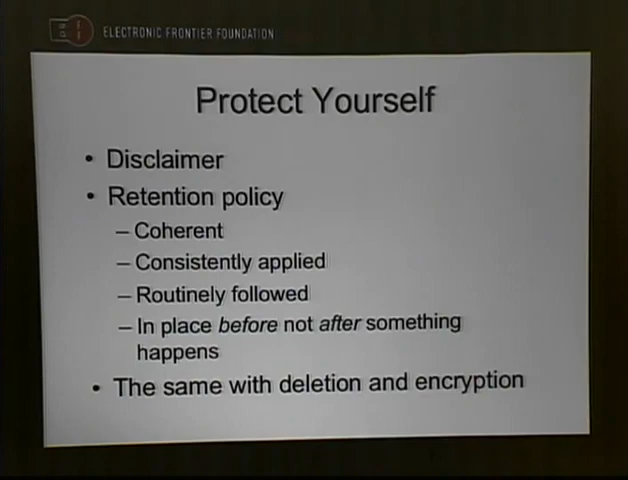 ELECTRONIC FRONTIER FOUNDATION
Protect Yourself
• Disclaimer
• Retention policy
– Coherent
– Consistently applied
– Routinely followed
– In place before not after something
happens
• The same with deletion and encryption